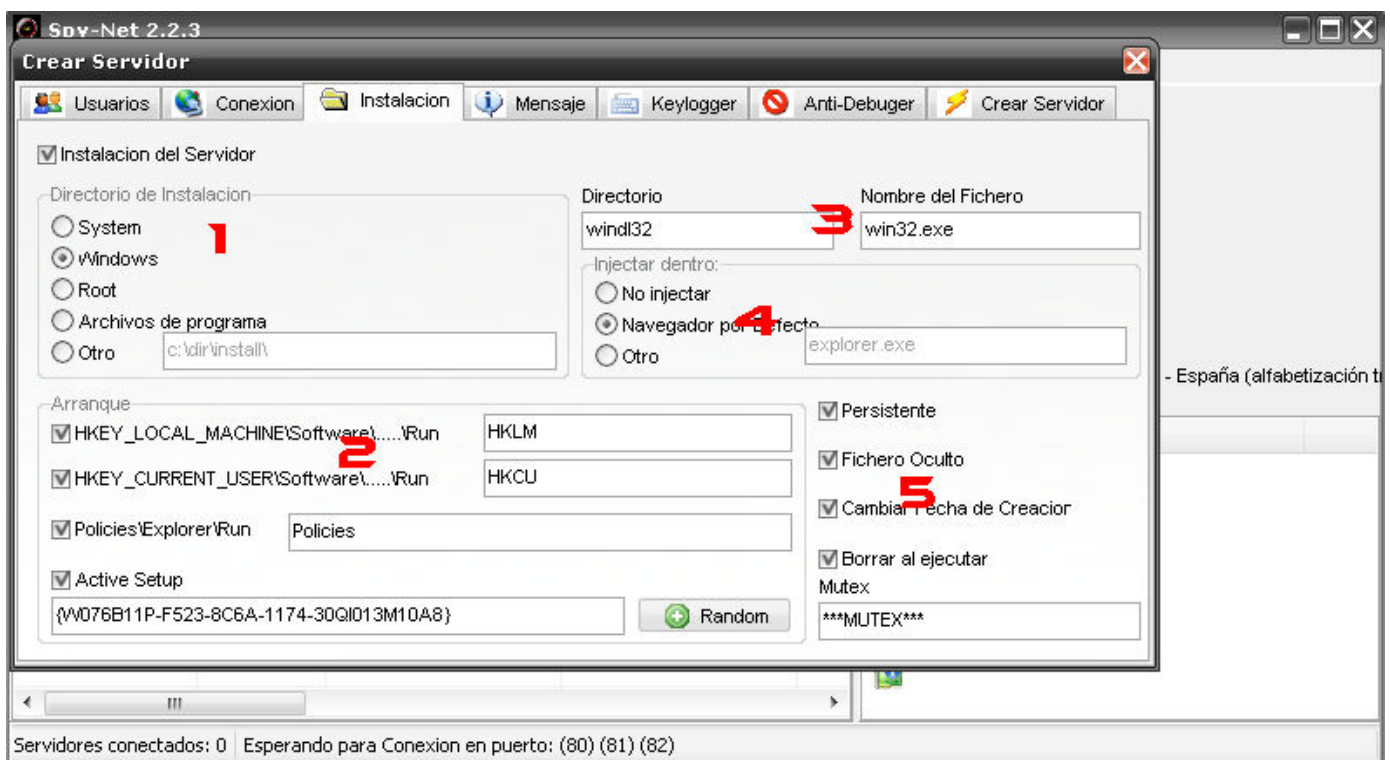 Spy-Net 2.2.3
Crear Servidor
Usuarios Conexion Instalacion Mensaje Keylogger Anti-Debuger Crear Servidor
Instalacion del Servidor
Directorio de Instalacion
System 1
Windows
Root
Archivos de programa
Otro c:\dir\install\
Directorio Nombre del Fichero
windl32 3 win32.exe
Injectar dentro:
No injectar
Navegador por Defecto 4
Otro explorer.exe
- España (alfabetización t
Arranque
HKEY_LOCAL_MACHINE\Software\.....\Run HKLM
2
HKEY_CURRENT_USER\Software\.....\Run HKCU
Policies\Explorer\Run Policies
Active Setup
{W076B11P-F523-8C6A-1174-30QI013M10A8} Random
Persistente
Fichero Oculto
5
Cambiar Fecha de Creacion
Borrar al ejecutar
Mutex
***MUTEX***
Servidores conectados: 0 Esperando para Conexion en puerto: (80) (81) (82)